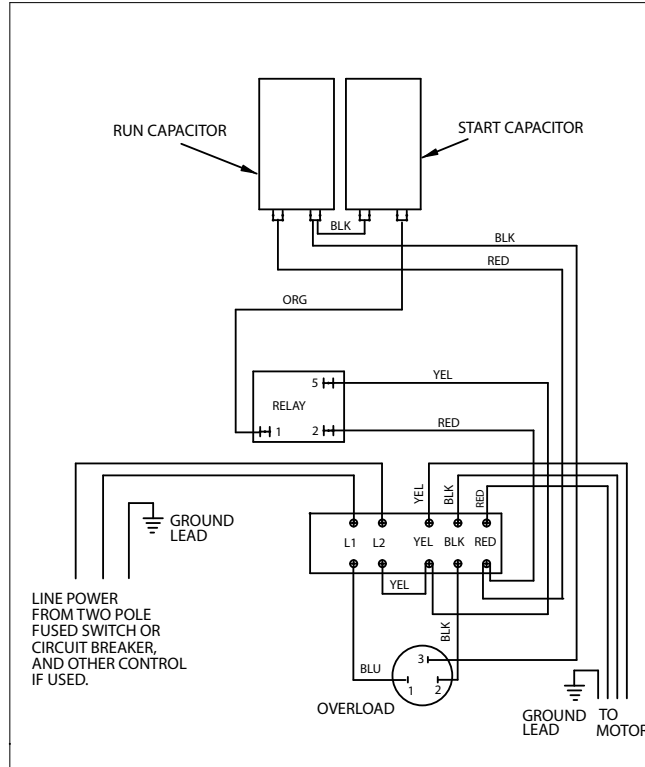 RUN CAPACITOR
START CAPACITOR
BLK
BLK
RED
ORG
5
YEL
RELAY
1
2
RED
YEL
BLK
RED
GROUND
LEAD
L1 L2 YEL BLK RED
YEL
BLK
LINE POWER
FROM TWO POLE
FUSED SWITCH OR
CIRCUIT BREAKER,
AND OTHER CONTROL
IF USED.
BLU
3
1
2
OVERLOAD
GROUND
LEAD
TO
MOTOR